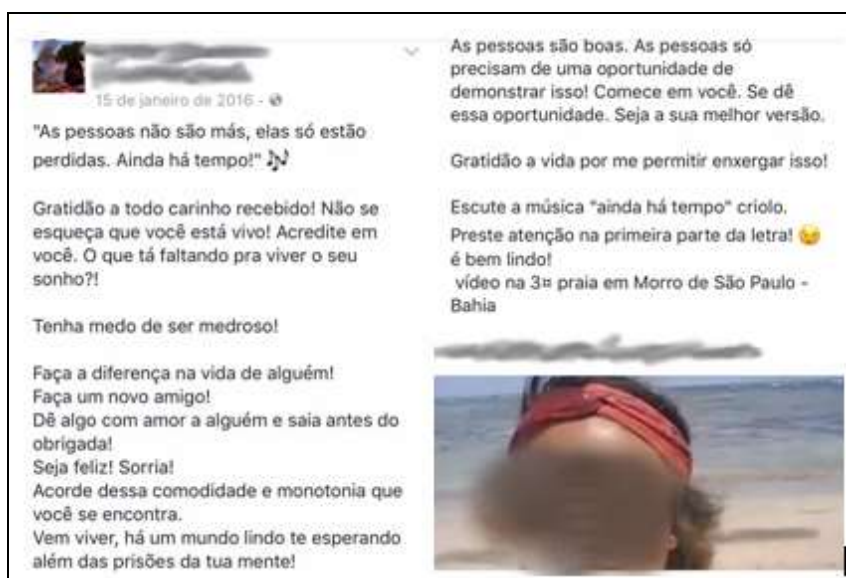 15 de janeiro de 2016 -
"As pessoas não são más, elas só estão
perdidas. Ainda há tempo!" 🎶
Gratidão a todo carinho recebido! Não se
esqueça que você está vivo! Acredite em
você. O que tá faltando pra viver o seu
sonho?!
Tenha medo de ser medroso!
Faça a diferença na vida de alguém!
Faça um novo amigo!
Dê algo com amor a alguém e saia antes do
obrigada!
Seja feliz! Sorria!
Acorde dessa comodidade e monotonia que
você se encontra.
Vem viver, há um mundo lindo te esperando
além das prisões da tua mente!
As pessoas são boas. As pessoas só
precisam de uma oportunidade de
demonstrar isso! Comece em você. Se dê
essa oportunidade. Seja a sua melhor versão.
Gratidão a vida por me permitir enxergar isso!
Escute a música "ainda há tempo" criolo.
Preste atenção na primeira parte da letra! 😉
é bem lindo!
vídeo na 3¤ praia em Morro de São Paulo -
Bahia